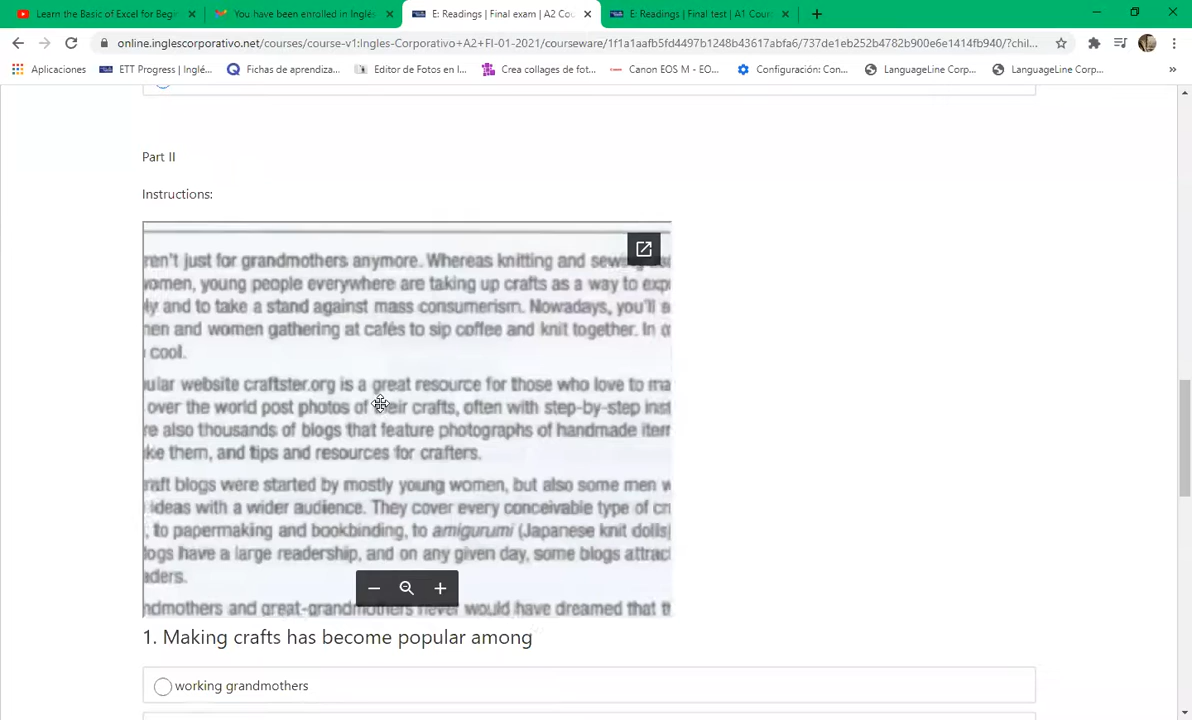 Learn the Basic of Excel for Begi
You have been enrolled in Inglés
E: Readings | Final exam | A2 Cou
E: Readings | Final test | A1 Cour
online.inglescorporativo.net/courses/course-v1:Ingles-Corporativo+A2+FI-01-2021/courseware/1f1a1aafb5fd4497b1248b43617abfa6/737de1eb252b4782b900e6e1414fb940/?chil...
Aplicaciones
ETT Progress | Inglé...
Fichas de aprendiza...
Editor de Fotos en l...
Crea collages de fot...
Canon EOS M - EO...
Configuración: Con...
LanguageLine Corp...
LanguageLine Corp...
»
Part II
Instructions:
ren't just for grandmothers anymore. Whereas knitting and
women, young people everywhere are taking up crafts as a way to exp
ly and to take a stand against mass consumerism. Nowadays, you'll
men and women gathering at cafés to sip coffee and knit together. In
cool.
ular website craftster.org is a great resource for those who love to ma
over the world post photos of their crafts, often with step-by-step inst
re also thousands of blogs that feature photographs of handmade item
ke them, and tips and resources for crafters.
raft blogs were started by mostly young women, but also some men w
ideas with a wider audience. They cover every conceivable type of
, to papermaking and bookbinding, to amigurumi (Japanese knit dolls)
logs have a large readership, and on any given day, some blogs attrac
aders.
ndmothers and great-grandmothers never would have dreamed that
1. Making crafts has become popular among
working grandmothers